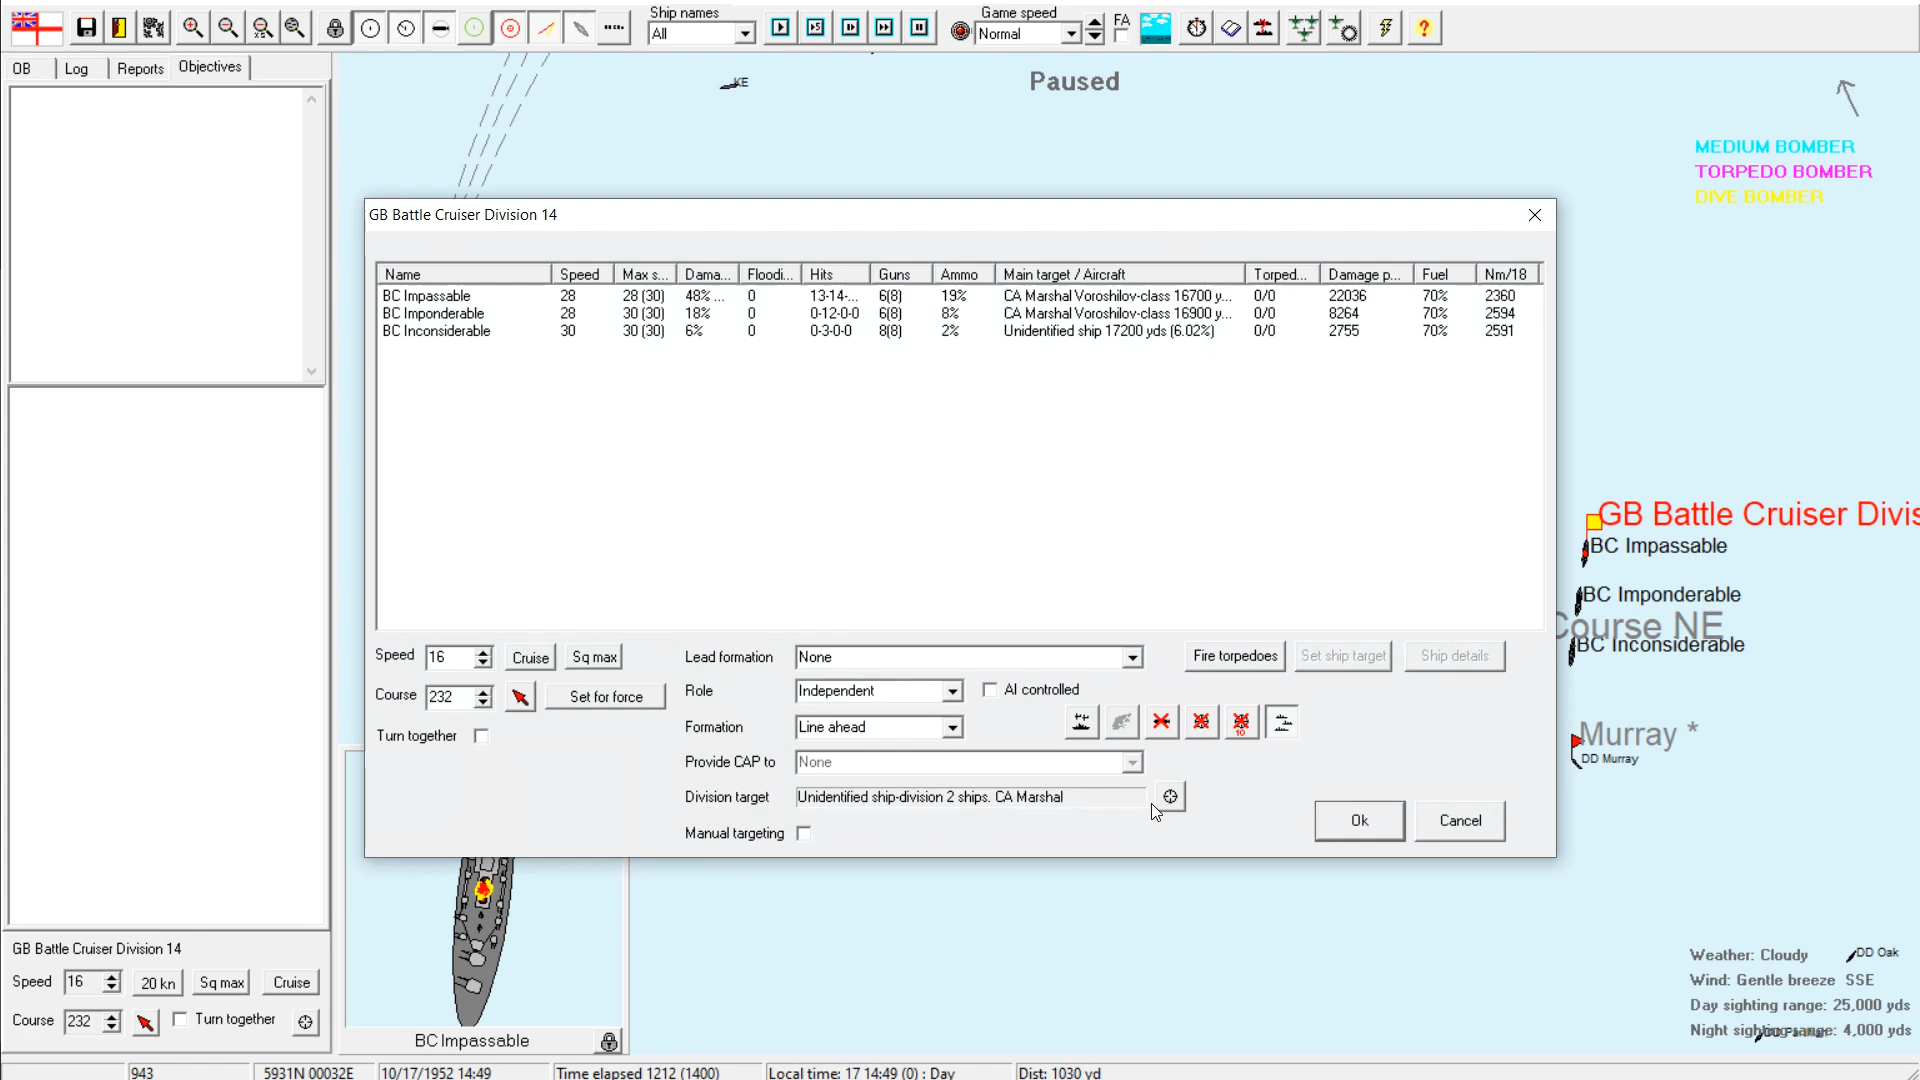 Ship names
All
Game speed
Normal
FA
OB
Log
Reports
Objectives
KE
Paused
MEDIUM BOMBER
TORPEDO BOMBER
DIVE BOMBER
GB Battle Cruiser Division 14
Name Speed Max s... Dama... Floodi... Hits Guns Ammo Main target / Aircraft Torped... Damage p... Fuel Nm/18
BC Impassable 28 28 (30) 48% ... 0 13-14-... 6(8) 19% CA Marshal Voroshilov-class 16700 y... 0/0 22036 70% 2360
BC Imponderable 28 30 (30) 18% 0 0-12-0-0 6(8) 8% CA Marshal Voroshilov-class 16900 y... 0/0 8264 70% 2594
BC Inconsiderable 30 30 (30) 6% 0 0-3-0-0 8(8) 2% Unidentified ship 17200 yds (6.02%) 0/0 2755 70% 2591
Speed 16 Cruise Sq max
Course 232 Set for force
Turn together
Lead formation None
Role Independent AI controlled
Formation Line ahead
10
Provide CAP to None
Division target Unidentified ship-division 2 ships. CA Marshal
Manual targeting
Fire torpedoes Set ship target Ship details
Ok Cancel
GB Battle Cruiser Divis
BC Impassable
BC Imponderable
Course NE
BC Inconsiderable
Murray *
DD Murray
GB Battle Cruiser Division 14
Speed 16 20 kn Sq max Cruise
Course 232 Turn together
BC Impassable
Weather: Cloudy
DD Oak
Wind: Gentle breeze SSE
Day sighting range: 25,000 yds
Night sighting range: 4,000 yds
943 5931N 00032E 10/17/1952 14:49 Time elapsed 1212 (1400) Local time: 17 14:49 (0) : Day Dist: 1030 yd